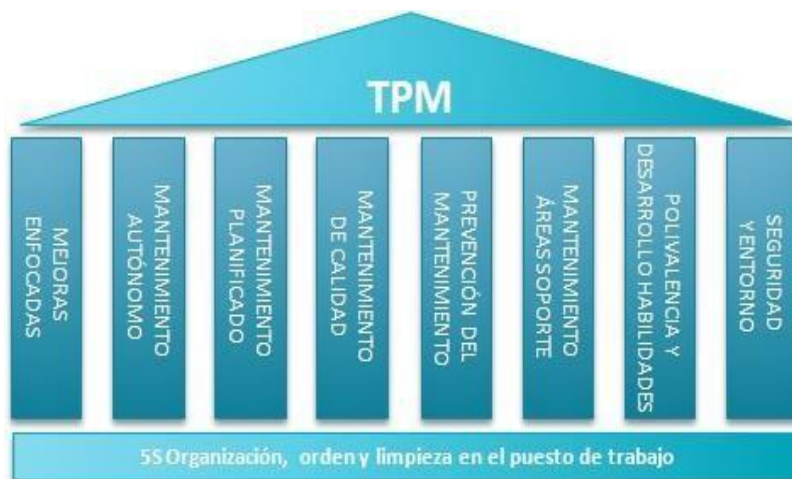 TPM
MEJORAS
ENFOCADAS
MANTENIMIENTO
AUTÓNOMO
MANTENIMIENTO
PLANIFICADO
MANTENIMIENTO
DE CALIDAD
PREVENCIÓN DEL
MANTENIMIENTO
MANTENIMIENTO
ÁREAS SOPORTE
POLIVALENCIA Y
DESARROLLO HABILIDADES
SEGURIDAD
Y ENTORNO
5S Organización, orden y limpieza en el puesto de trabajo